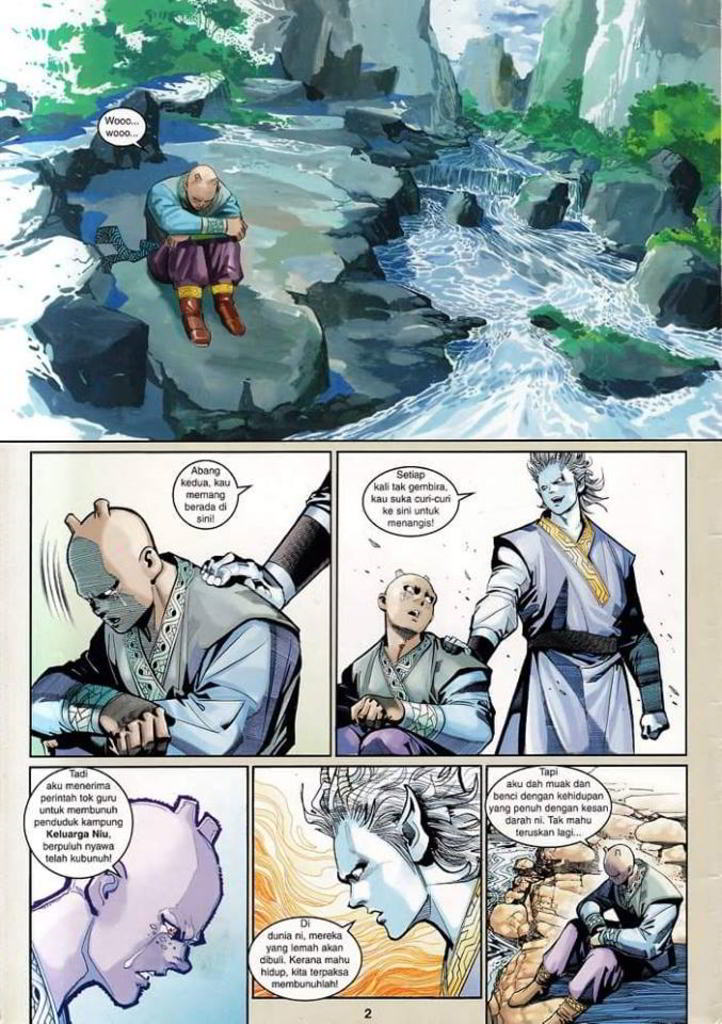 Wooo...
wooo...
Abang
kedua, kau
memang
berada di
sini!
Setiap
kali tak gembira,
kau suka curi-curi
ke sini untuk
menangis!
Tadi
aku menerima
perintah tok guru
untuk membunuh
penduduk kampung
Keluarga Niu,
berpuluh nyawa
telah kubunuh!
Di
dunia ni, mereka
yang lemah akan
dibuli. Kerana mahu
hidup, kita terpaksa
membunuhlah!
Tapi
aku dah muak dan
benci dengan kehidupan
yang penuh dengan kesan
darah ni. Tak mahu
teruskan lagi...
2